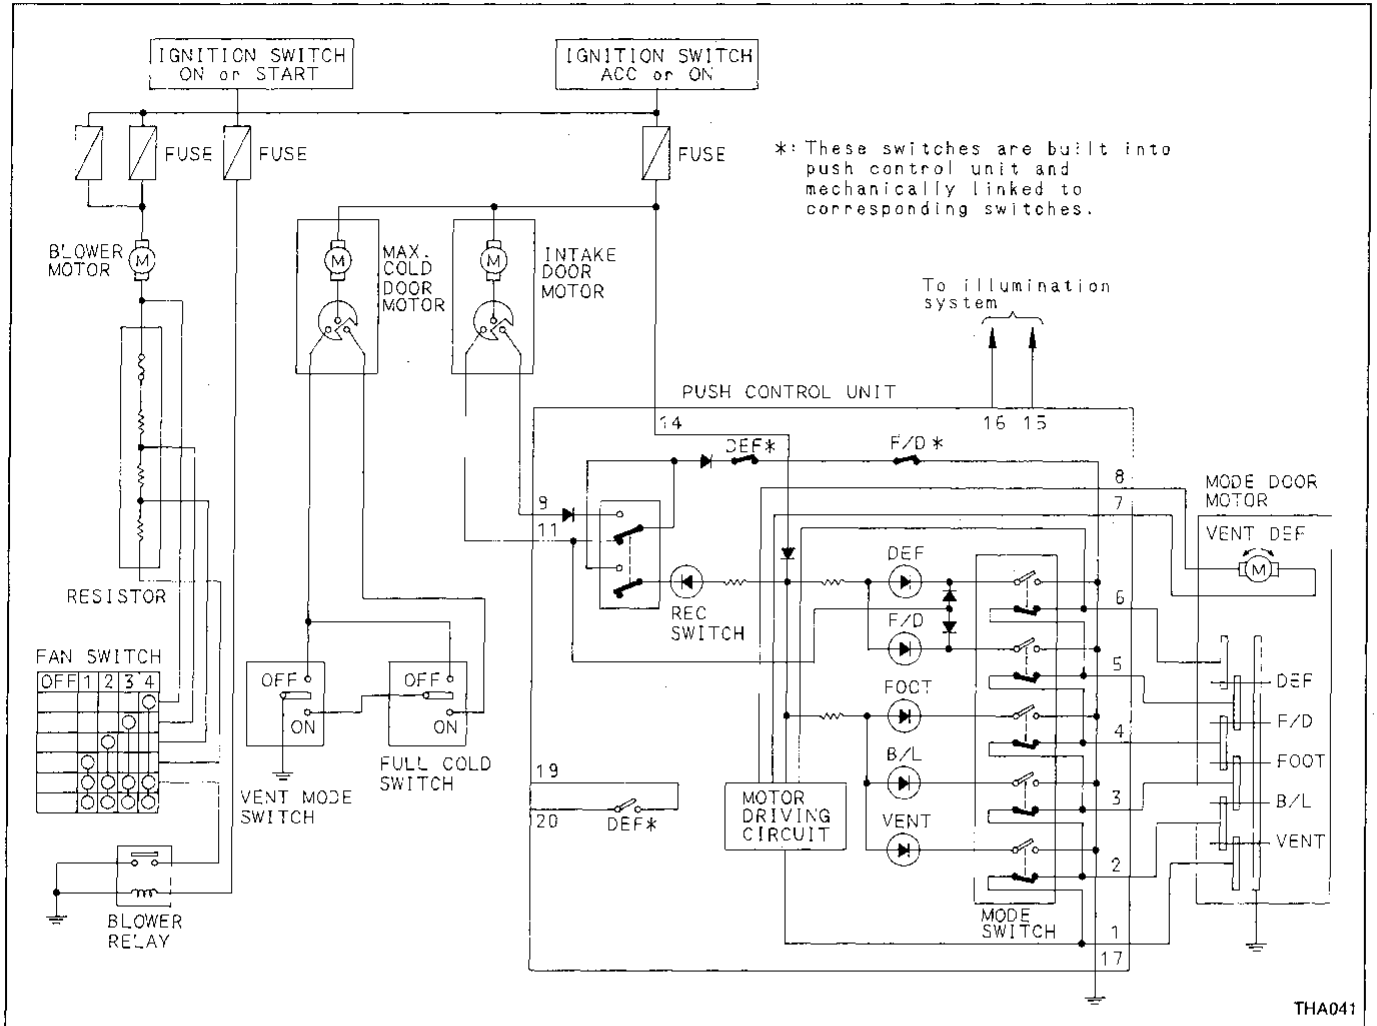 IGNITION SWITCH
ON or START
IGNITION SWITCH
ACC or ON
FUSE
FUSE
FUSE
*: These switches are built into
push control unit and
mechanically linked to
corresponding switches.
BLOWER
MOTOR
M
M
MAX.
COLD
DOOR
MOTOR
M
INTAKE
DOOR
MOTOR
To illumination
system
PUSH CONTROL UNIT
14
16
15
DEF*
F/D*
8
7
MODE DOOR
MOTOR
VENT DEF
M
9
11
RESISTOR
REC
SWITCH
DEF
F/D
FOOT
B/L
VENT
6
5
4
3
2
1
17
DEF
F/D
FOOT
B/L
VENT
FAN SWITCH
OFF 1 2 3 4
OFF
ON
VENT MODE
SWITCH
OFF
ON
FULL COLD
SWITCH
19
20
DEF*
MOTOR
DRIVING
CIRCUIT
MODE
SWITCH
BLOWER
RELAY
THA041